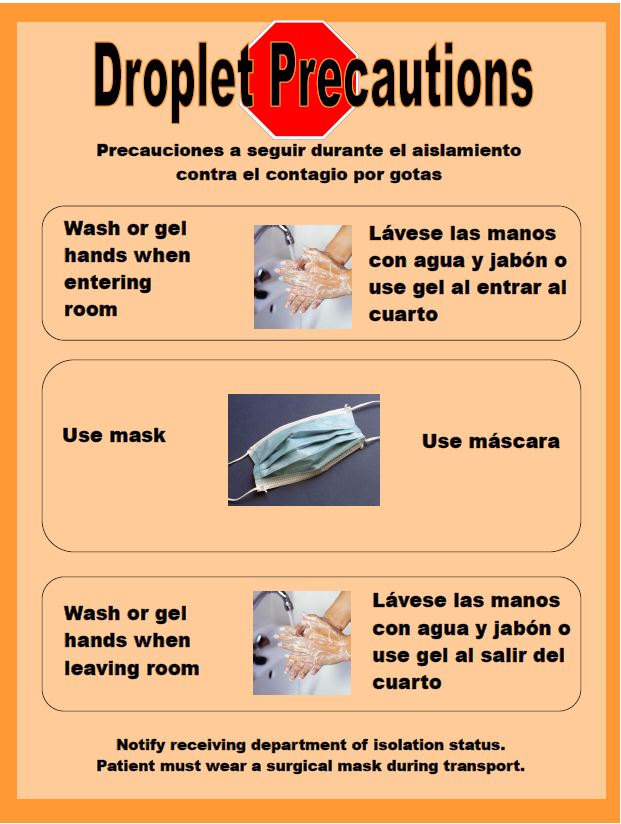 Droplet Precautions
Precauciones a seguir durante el aislamiento
contra el contagio por gotas
Wash or gel
hands when
entering
room
Lávese las manos
con agua y jabón o
use gel al entrar al
cuarto
Use mask
Use máscara
Wash or gel
hands when
leaving room
Lávese las manos
con agua y jabón o
use gel al salir del
cuarto
Notify receiving department of isolation status.
Patient must wear a surgical mask during transport.